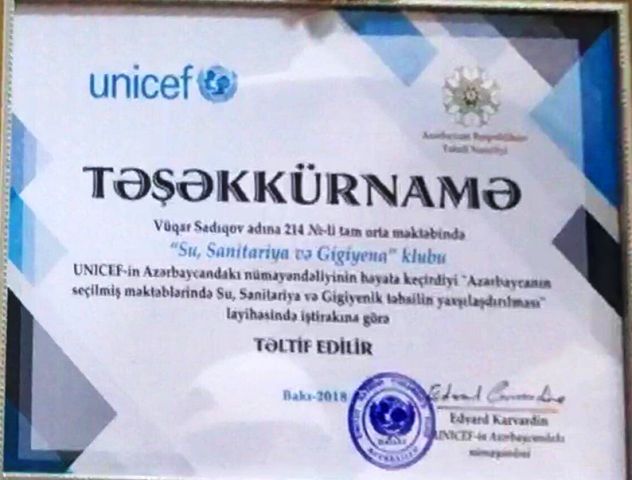 unicef
Azərbaycan Respublikası
Təhsil Nazirliyi
TƏŞƏKKÜRNAMƏ
Vüqar Sadıqov adına 214 №-li tam orta məktəbində
"Su, Sanitariya və Gigiyena" klubu
UNICEF-in Azərbaycandakı nümayəndəliyinin həyata keçirdiyi "Azərbaycanın
seçilmiş məktəblərində Su, Sanitariya və Gigiyenik təhsilin yaxşılaşdırılması"
layihəsində iştirakına görə
TƏLTİF EDİLİR
Bakı-2018
Edvard Karvardin
UNICEF-in Azərbaycandakı
nümayəndəsi